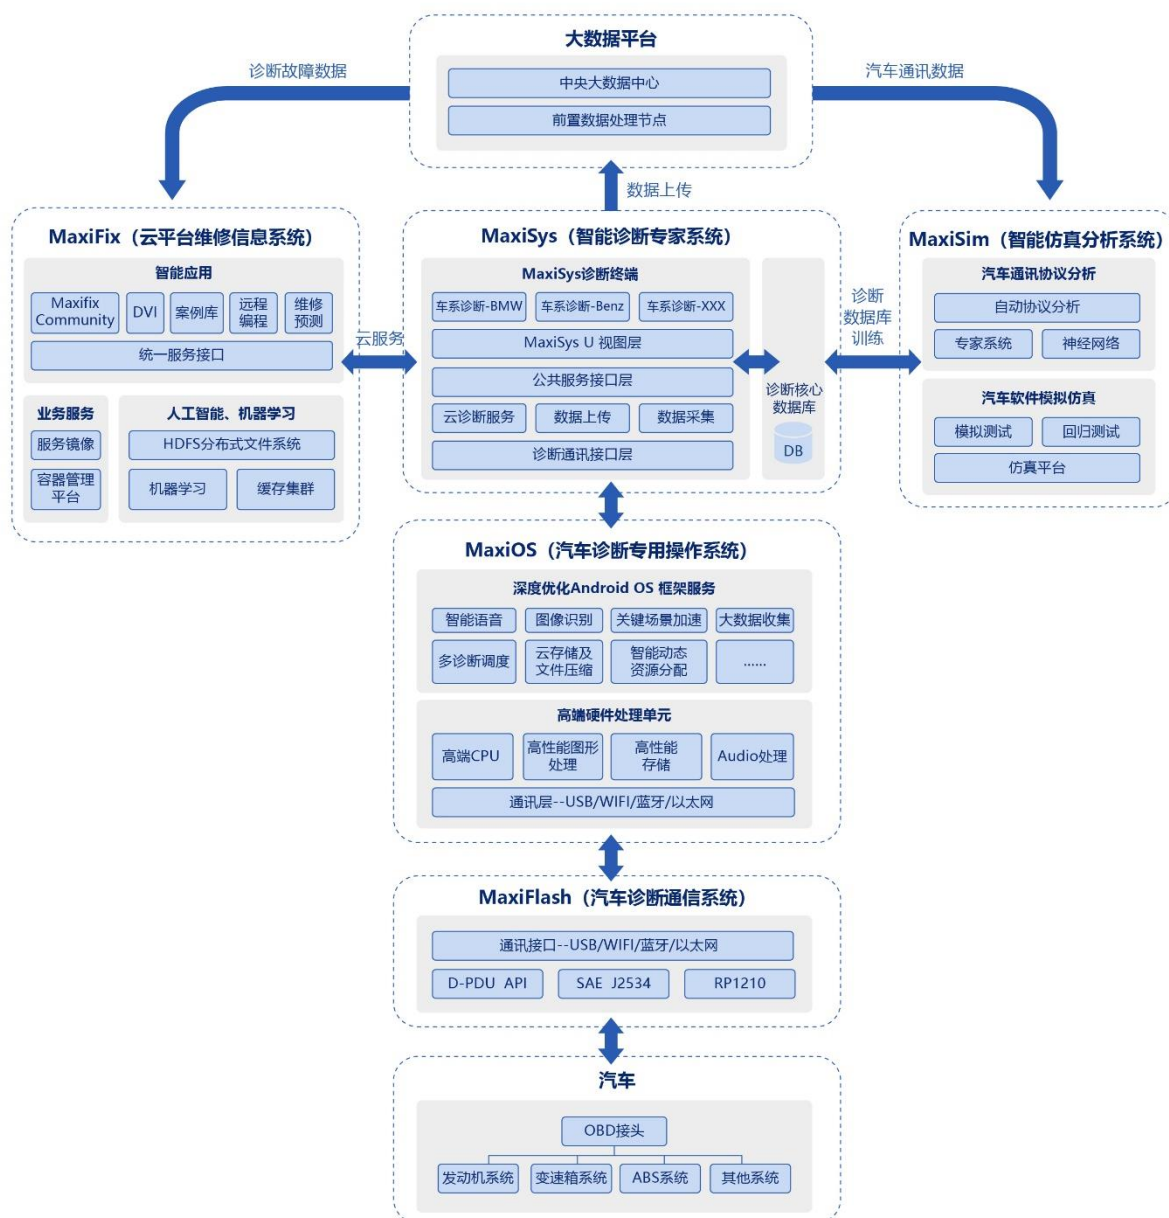 大数据平台
中央大数据中心
前置数据处理节点
诊断故障数据
汽车通讯数据
数据上传
MaxiFix（云平台维修信息系统）
智能应用
Maxifix
Community
DVI
案例库
远程
编程
维修
预测
统一服务接口
业务服务
服务镜像
容器管理
平台
人工智能、机器学习
HDFS分布式文件系统
机器学习
缓存集群
云服务
MaxiSys（智能诊断专家系统）
MaxiSys诊断终端
车系诊断-BMW
车系诊断-Benz
车系诊断-XXX
MaxiSys U 视图层
公共服务接口层
云诊断服务
数据上传
数据采集
诊断通讯接口层
诊断核心
数据库
DB
诊断
数据库
训练
MaxiSim（智能仿真分析系统）
汽车通讯协议分析
自动协议分析
专家系统
神经网络
汽车软件模拟仿真
模拟测试
回归测试
仿真平台
MaxiOS（汽车诊断专用操作系统）
深度优化Android OS 框架服务
智能语音
图像识别
关键场景加速
大数据收集
多诊断调度
云存储及
文件压缩
智能动态
资源分配
......
高端硬件处理单元
高端CPU
高性能图形
处理
高性能
存储
Audio处理
通讯层--USB/WIFI/蓝牙/以太网
MaxiFlash（汽车诊断通信系统）
通讯接口--USB/WIFI/蓝牙/以太网
D-PDU API
SAE J2534
RP1210
汽车
OBD接头
发动机系统
变速箱系统
ABS系统
其他系统